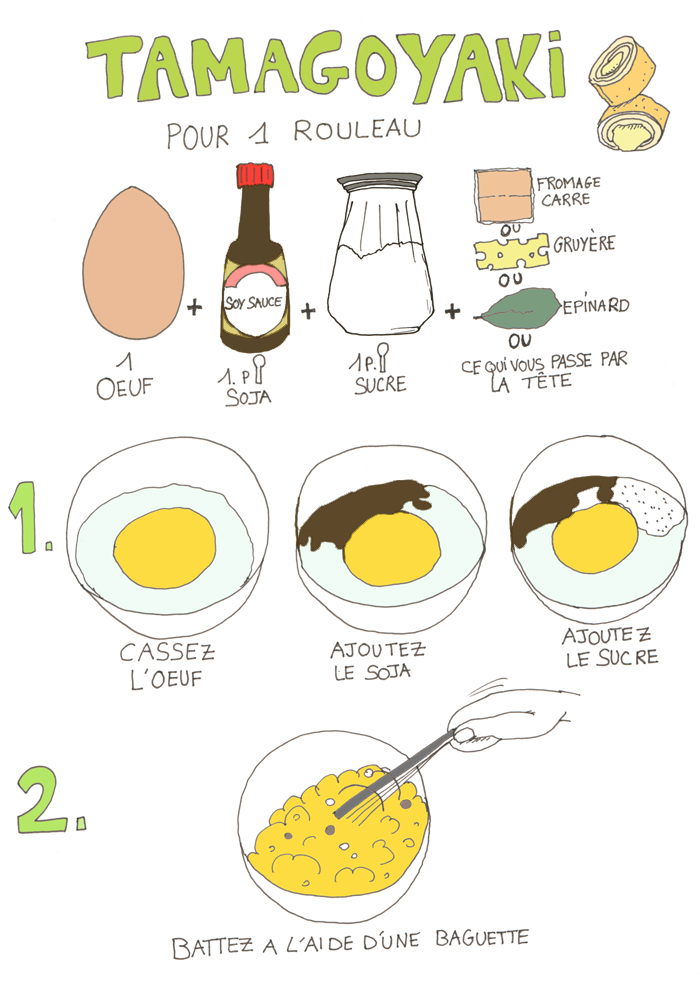 TAMAGOYAKi
POUR 1 ROULEAU
FROMAGE
CARRE
OU
GRUYÈRE
OU
EPINARD
OU
CE QUI VOUS PASSE PAR
LA TÊTE
SOY SAUCE
+
+
+
1
OEUF
1. P
SOJA
1 P.
SUCRE
1.
CASSEZ
L'OEUF
AJOUTEZ
LE SOJA
AJOUTEZ
LE SUCRE
2.
BATTEZ A L'AIDE D'UNE BAGUETTE